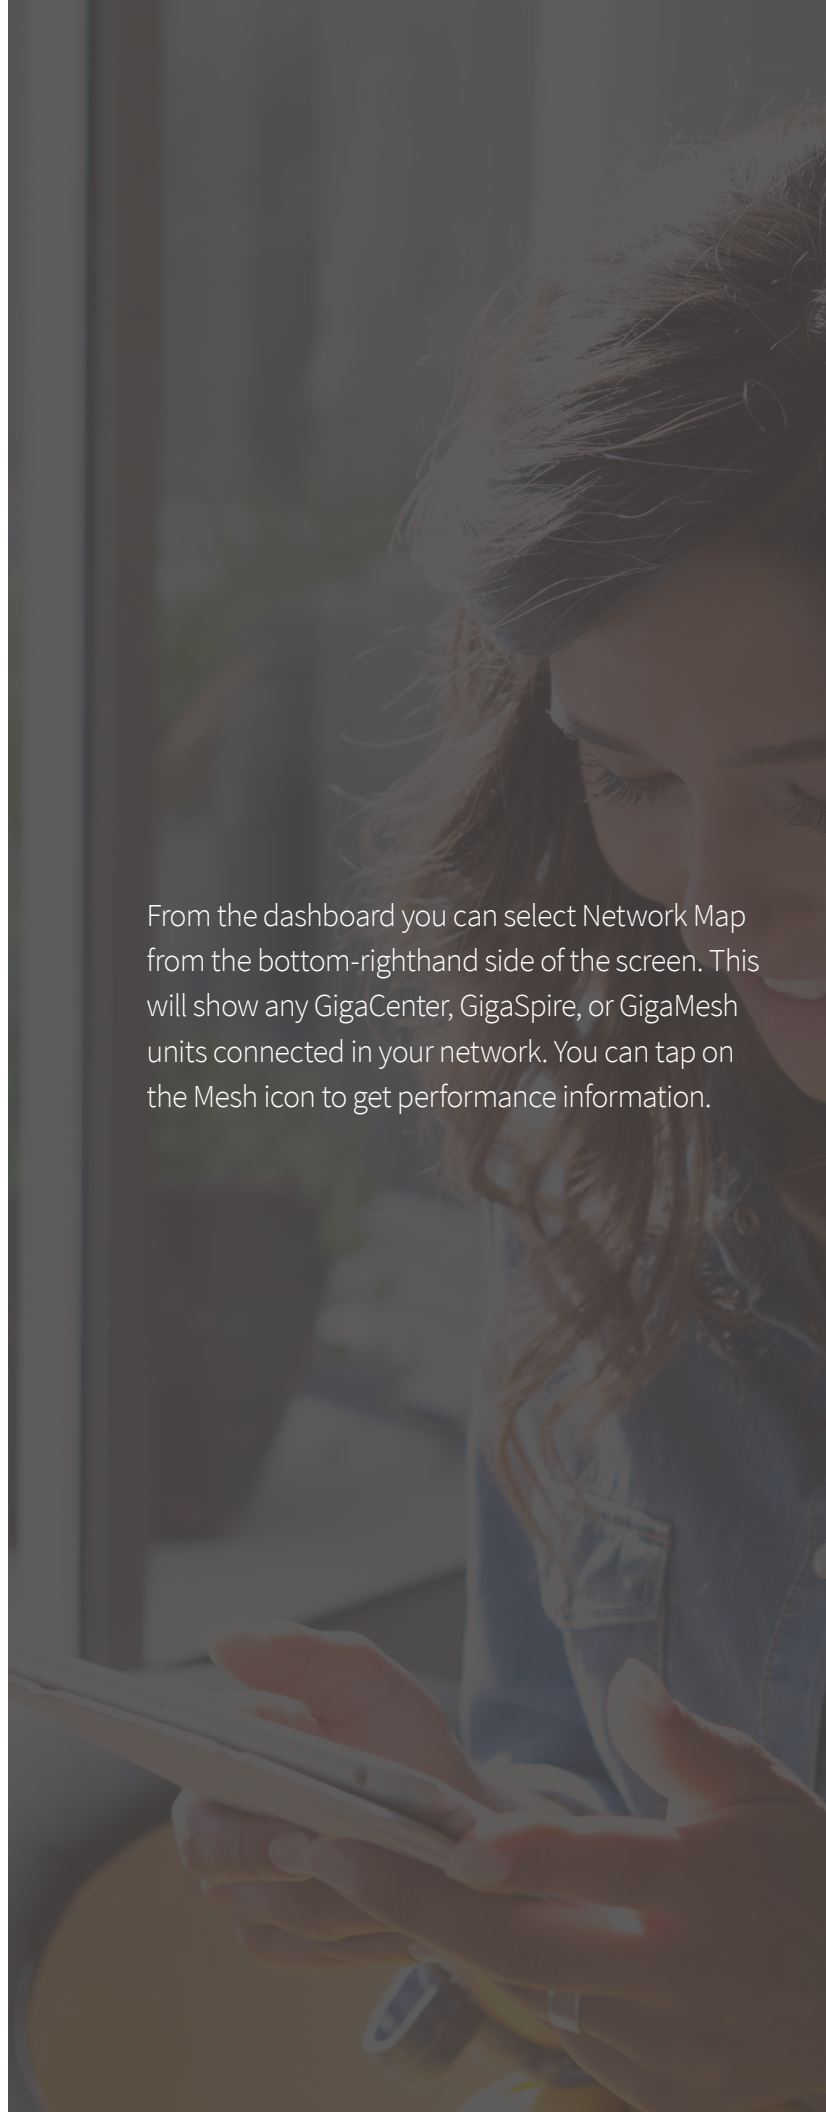 From the dashboard you can select Network Map
from the bottom-righthand side of the screen. This
will show any GigaCenter, GigaSpire, or GigaMesh
units connected in your network. You can tap on
the Mesh icon to get performance information.